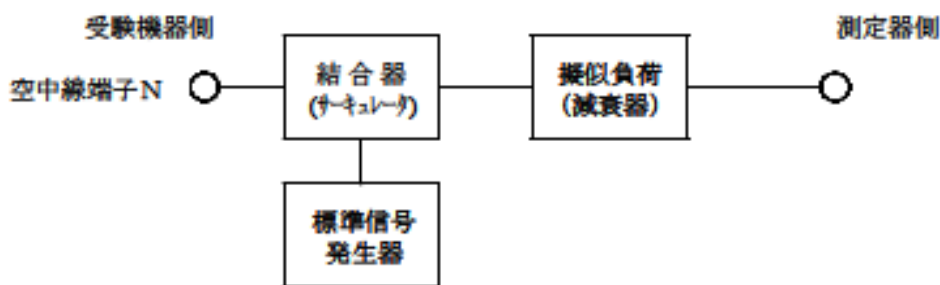 受験機器側
測定器側
空中線端子N
結合器
(サーキュレータ)
擬似負荷
(減衰器)
標準信号
発生器